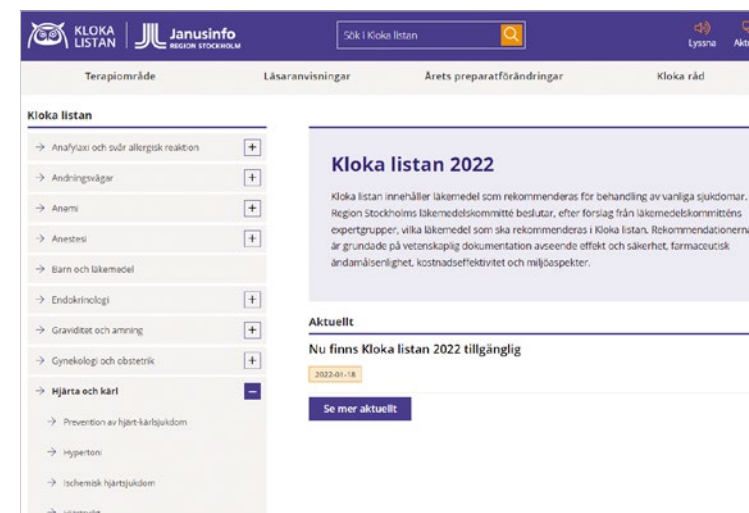 KLOKA
LISTAN
Janusinfo
REGION STOCKHOLM
Sök i Kloka listan
Lyssna
Terapiområde
Läsaranvisningar
Årets preparatförändringar
Kloka råd
Kloka listan
→ Anafylaxi och svår allergisk reaktion +
→ Andningsvägar +
→ Anemi +
→ Anestesi +
→ Barn och läkemedel
→ Endokrinologi +
→ Graviditet och amning +
→ Gynekologi och obstetrik +
→ Hjärta och kärl −
→ Prevention av hjärt-kärlsjukdom
→ Hypertoni
→ Ischemisk hjärtsjukdom
Kloka listan 2022
Kloka listan innehåller läkemedel som rekommenderas för behandling av vanliga sjukdomar.
Region Stockholms läkemedelskommitté beslutar, efter förslag från läkemedelskommitténs
expertgrupper, vilka läkemedel som ska rekommenderas i Kloka listan. Rekommendationerna
är grundade på vetenskaplig dokumentation avseende effekt och säkerhet, farmaceutisk
ändamålsenlighet, kostnadseffektivitet och miljöaspekter.
Aktuellt
Nu finns Kloka listan 2022 tillgänglig
2022-01-18
Se mer aktuellt